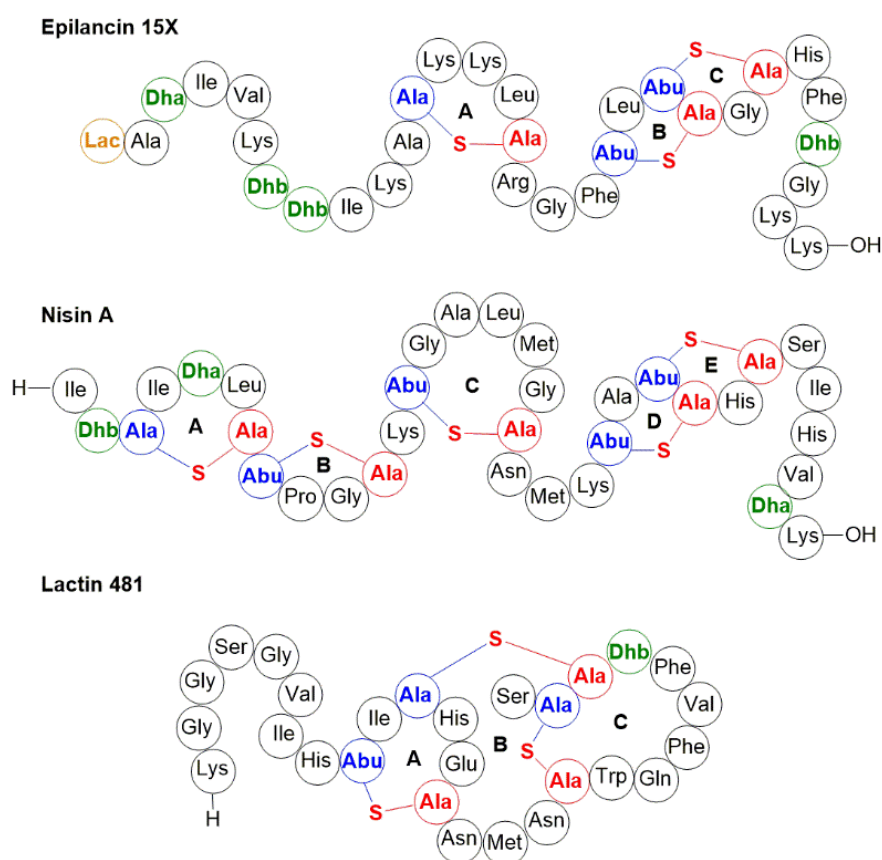 Epilancin 15X
Lac
Ala
Dha
Ile
Val
Lys
Dhb
Dhb
Ile
Lys
Ala
Ala
Lys
Lys
Leu
Ala
S
A
Arg
Gly
Phe
Abu
Leu
Abu
Ala
S
B
Gly
Ala
S
C
His
Phe
Dhb
Gly
Lys
Lys
OH
Nisin A
H
Ile
Dhb
Ala
Ile
Dha
Leu
Ala
S
A
Abu
Pro
Gly
Ala
S
B
Lys
Abu
Gly
Ala
Leu
Met
Gly
Ala
S
C
Asn
Met
Lys
Abu
Ala
Abu
Ala
S
D
His
Ala
S
E
Ser
Ile
His
Val
Dha
Lys
OH
Lactin 481
H
Lys
Gly
Gly
Ser
Gly
Val
Ile
His
Abu
Ile
Ala
His
Glu
Ala
S
A
Asn
Met
Asn
Ala
S
B
Trp
Gln
Phe
Val
Phe
Dhb
Ala
S
C
Ala
Ser